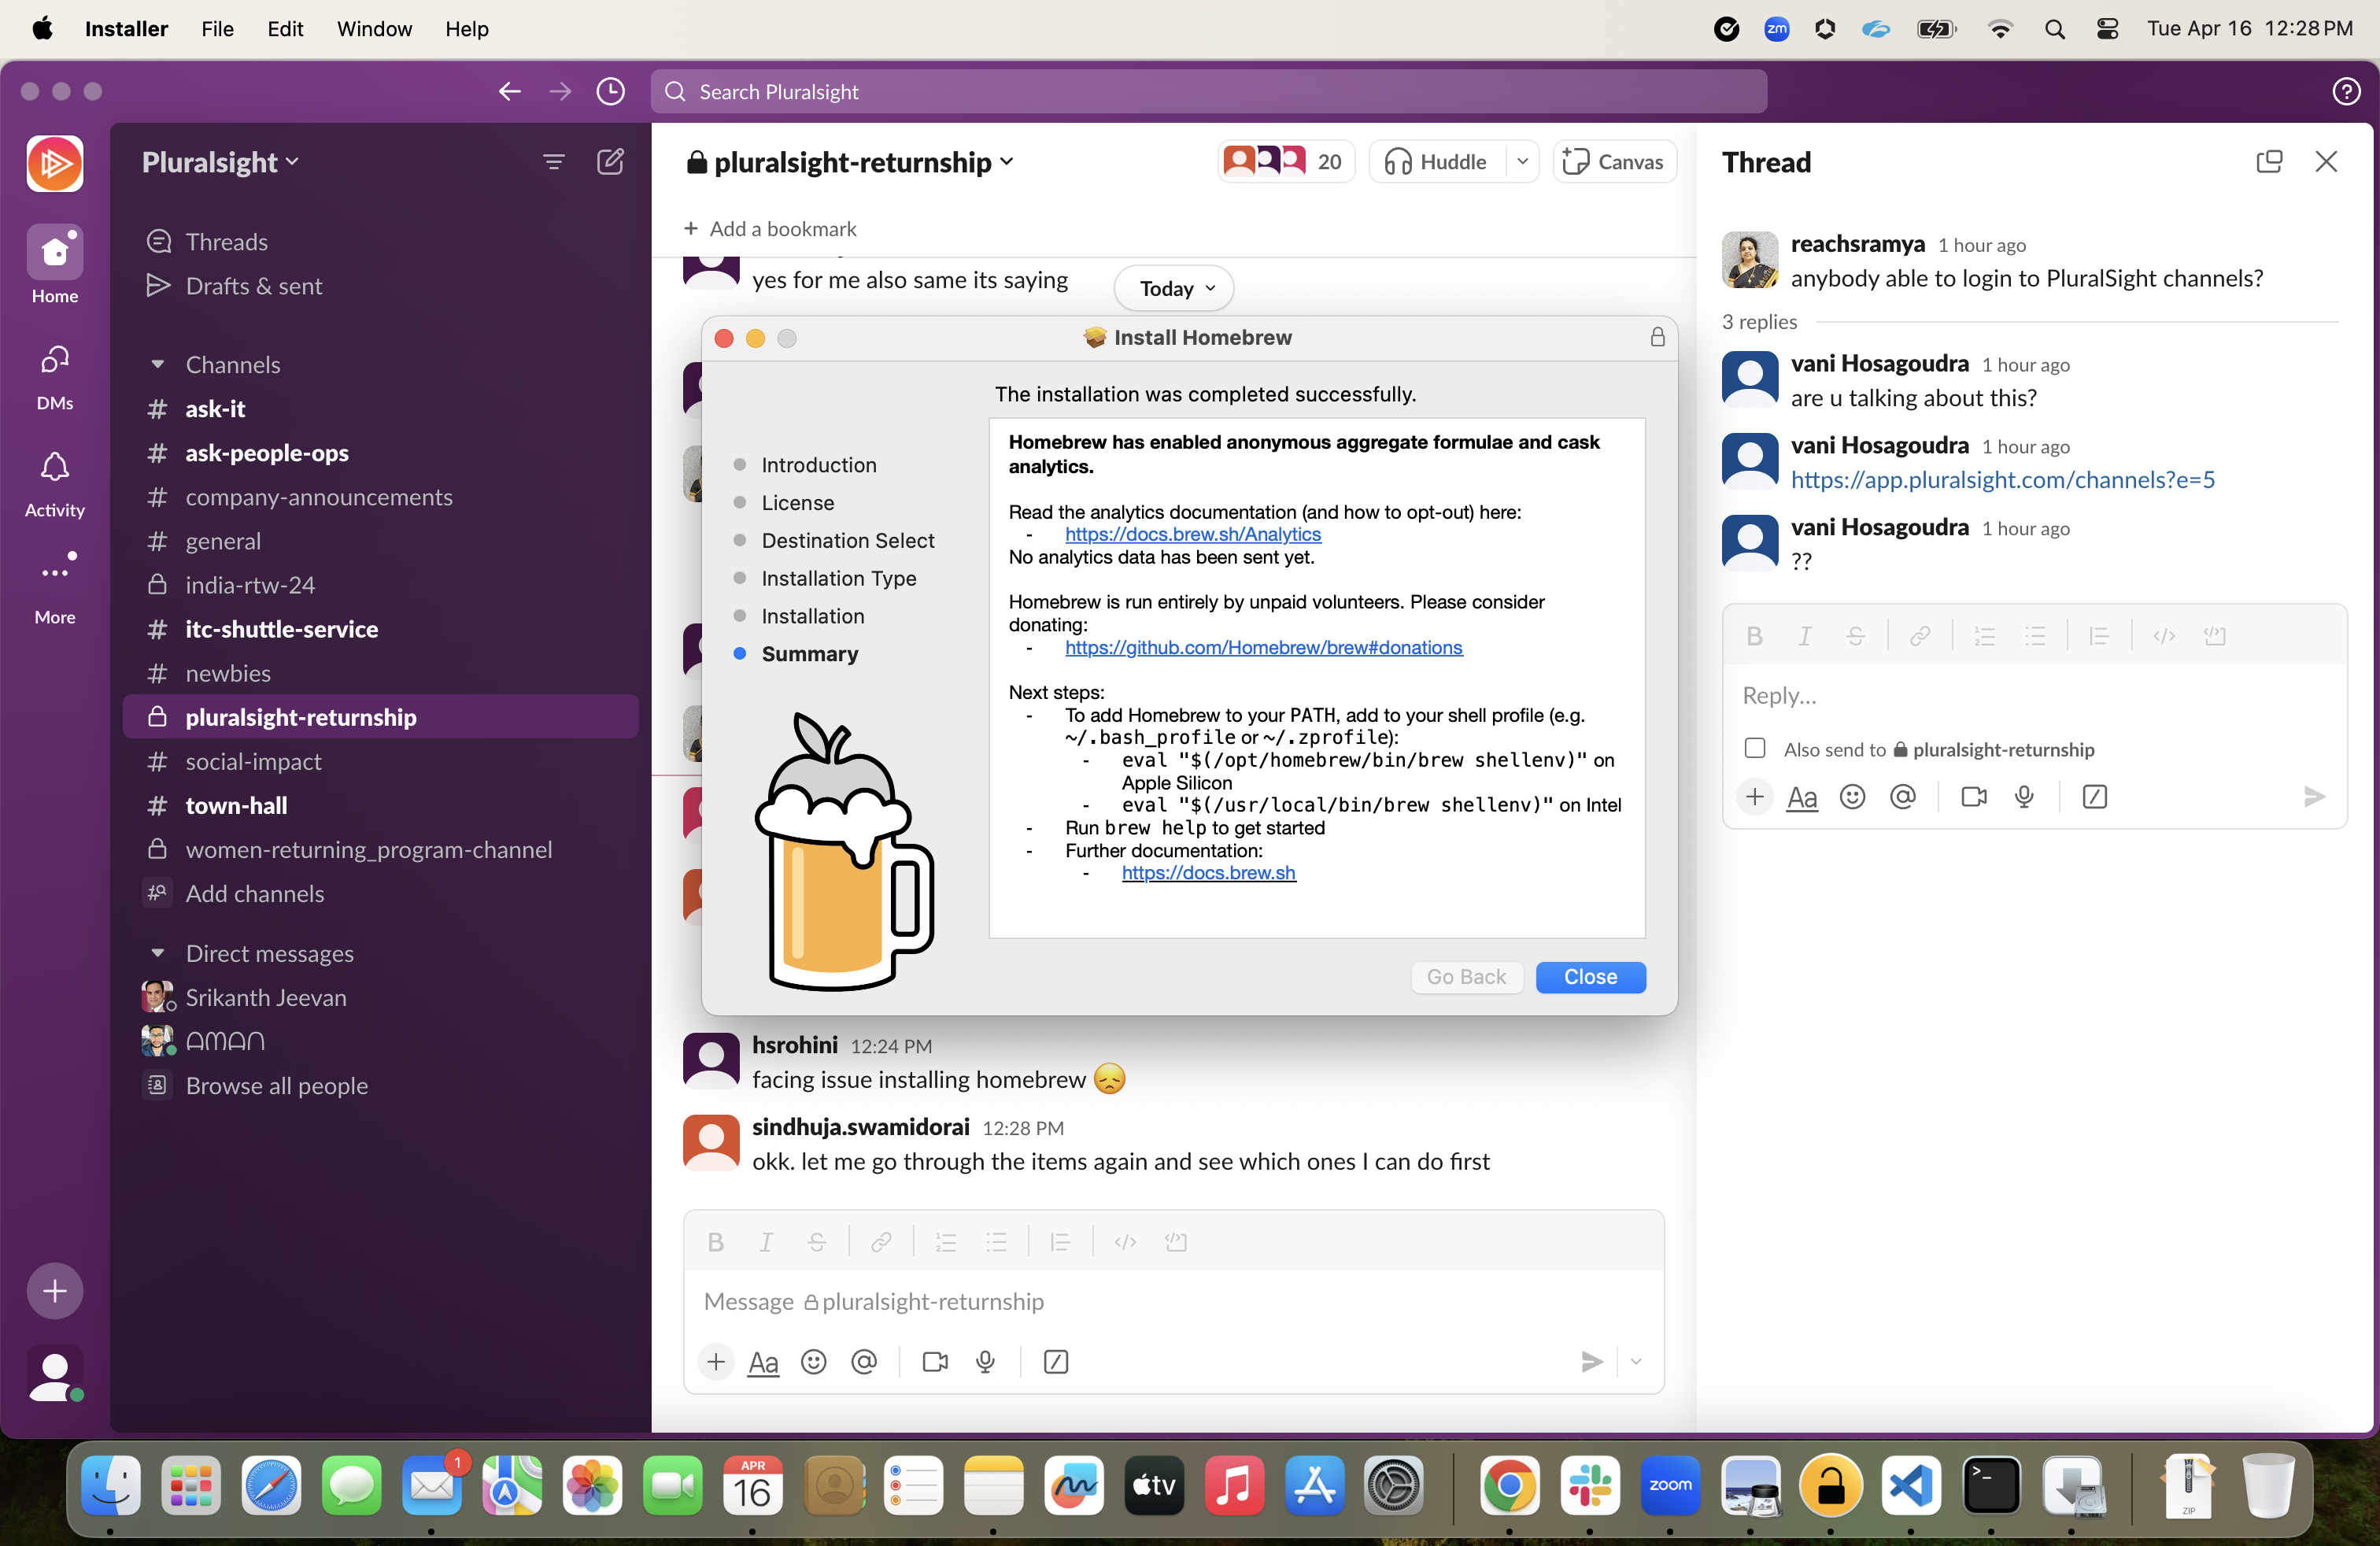 Installer File Edit Window Help
zm
Tue Apr 16 12:28 PM
Search Pluralsight
Pluralsight
Home
DMs
Activity
More
Threads
Drafts & sent
Channels
# ask-it
# ask-people-ops
# company-announcements
# general
india-rtw-24
# itc-shuttle-service
# newbies
pluralsight-returnship
# social-impact
# town-hall
women-returning_program-channel
Add channels
Direct messages
Srikanth Jeevan
AMAN
Browse all people
pluralsight-returnship
20
Huddle
Canvas
+ Add a bookmark
yes for me also same its saying
Today
Install Homebrew
The installation was completed successfully.
Introduction
License
Destination Select
Installation Type
Installation
Summary
Homebrew has enabled anonymous aggregate formulae and cask
analytics.
Read the analytics documentation (and how to opt-out) here:
- https://docs.brew.sh/Analytics
No analytics data has been sent yet.
Homebrew is run entirely by unpaid volunteers. Please consider
donating:
- https://github.com/Homebrew/brew#donations
Next steps:
- To add Homebrew to your PATH, add to your shell profile (e.g.
~/.bash_profile or ~/.zprofile):
- eval "$(/opt/homebrew/bin/brew shellenv)" on
Apple Silicon
- eval "$(/usr/local/bin/brew shellenv)" on Intel
- Run brew help to get started
- Further documentation:
- https://docs.brew.sh
Go Back
Close
hsrohini 12:24 PM
facing issue installing homebrew 😞
sindhuja.swamidorai 12:28 PM
okk. let me go through the items again and see which ones I can do first
B I S
Message pluralsight-returnship
+ Aa @
Thread
reachsramya 1 hour ago
anybody able to login to PluralSight channels?
3 replies
vani Hosagoudra 1 hour ago
are u talking about this?
vani Hosagoudra 1 hour ago
https://app.pluralsight.com/channels?e=5
vani Hosagoudra 1 hour ago
??
B I S
Reply...
Also send to pluralsight-returnship
+ Aa @
1
APR
16
tv
zoom
>_
ZIP